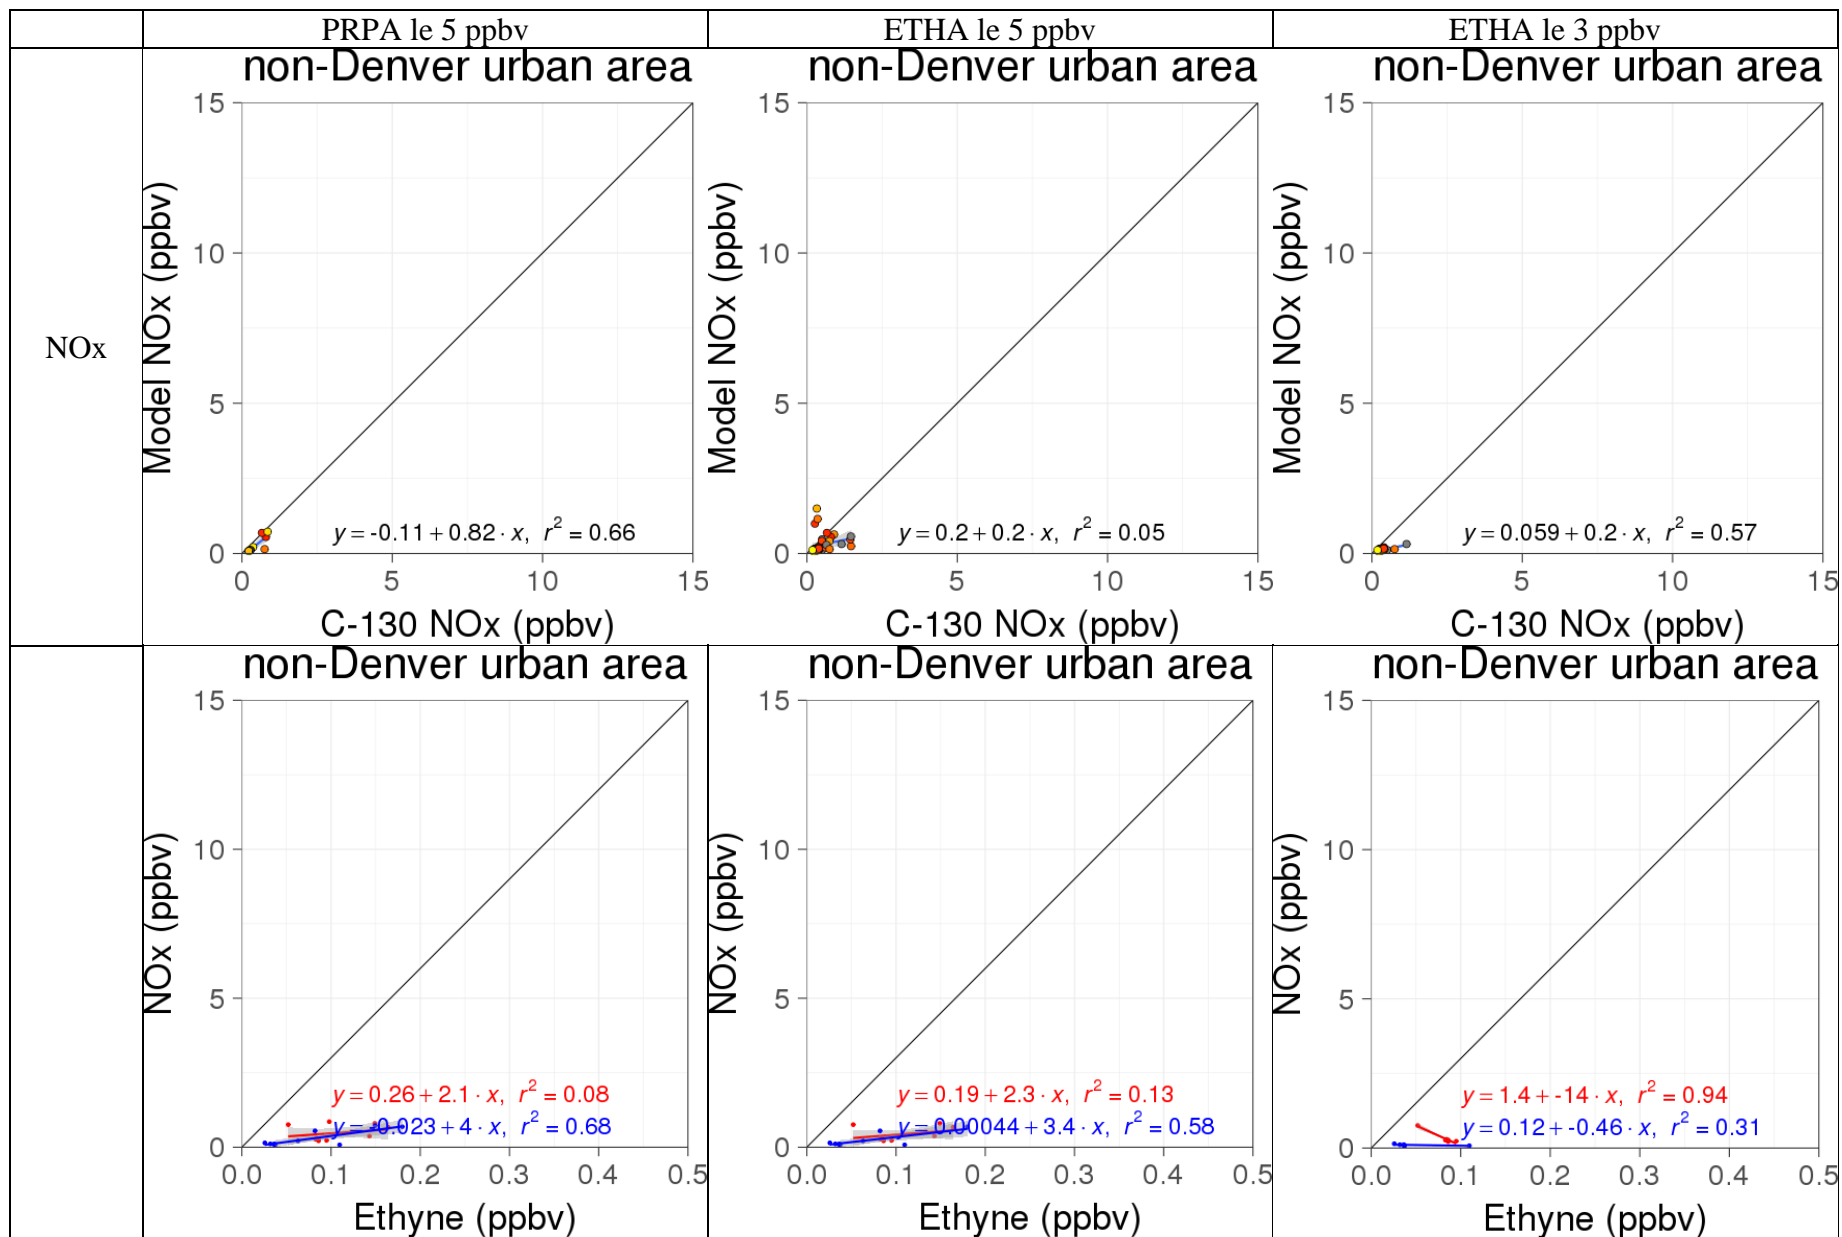 PRPA le 5 ppbv
ETHA le 5 ppbv
ETHA le 3 ppbv
NOx
non-Denver urban area
15
10
5
0
Model NOx (ppbv)
y = -0.11 + 0.82 · x, r² = 0.66
0 5 10 15
C-130 NOx (ppbv)
non-Denver urban area
15
10
5
0
Model NOx (ppbv)
y = 0.2 + 0.2 · x, r² = 0.05
0 5 10 15
C-130 NOx (ppbv)
non-Denver urban area
15
10
5
0
Model NOx (ppbv)
y = 0.059 + 0.2 · x, r² = 0.57
0 5 10 15
C-130 NOx (ppbv)
non-Denver urban area
15
10
5
0
NOx (ppbv)
y = 0.26 + 2.1 · x, r² = 0.08
y = -0.023 + 4 · x, r² = 0.68
0.0 0.1 0.2 0.3 0.4 0.5
Ethyne (ppbv)
non-Denver urban area
15
10
5
0
NOx (ppbv)
y = 0.19 + 2.3 · x, r² = 0.13
y = 0.00044 + 3.4 · x, r² = 0.58
0.0 0.1 0.2 0.3 0.4 0.5
Ethyne (ppbv)
non-Denver urban area
15
10
5
0
NOx (ppbv)
y = 1.4 + -14 · x, r² = 0.94
y = 0.12 + -0.46 · x, r² = 0.31
0.0 0.1 0.2 0.3 0.4 0.5
Ethyne (ppbv)